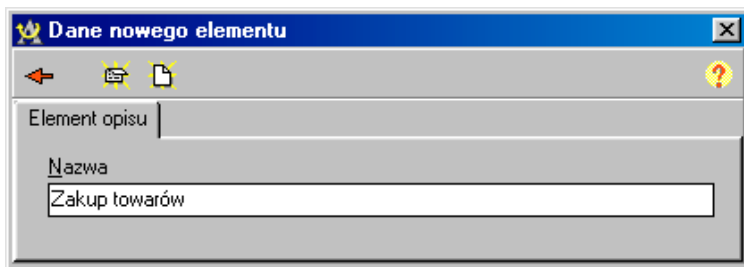 Dane nowego elementu
Element opisu
Nazwa
Zakup towarów